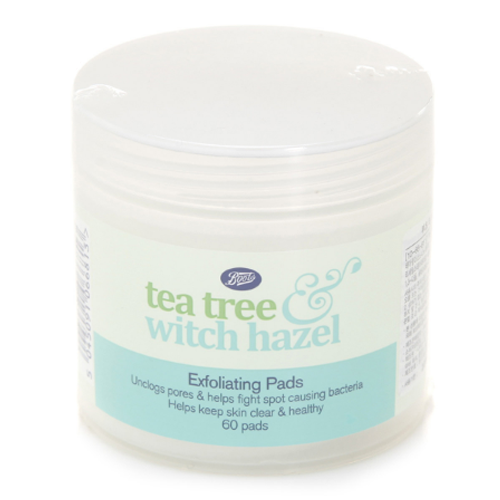 Boots
tea tree &
witch hazel
Exfoliating Pads
Unclogs pores & helps fight spot causing bacteria
Helps keep skin clear & healthy
60 pads